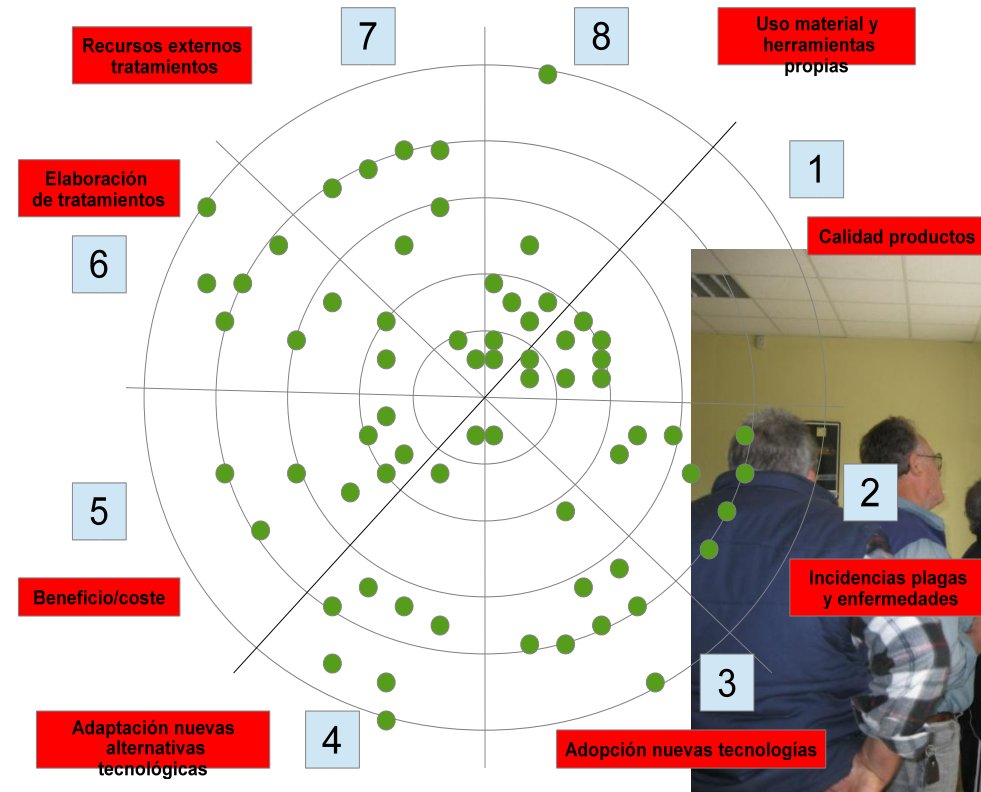 7
8
Recursos externos
tratamientos
Uso material y
herramientas
propias
1
Elaboración
de tratamientos
Calidad productos
6
5
2
Beneficio/coste
Incidencias plagas
y enfermedades
3
Adaptación nuevas
alternativas
tecnológicas
4
Adopción nuevas tecnologías